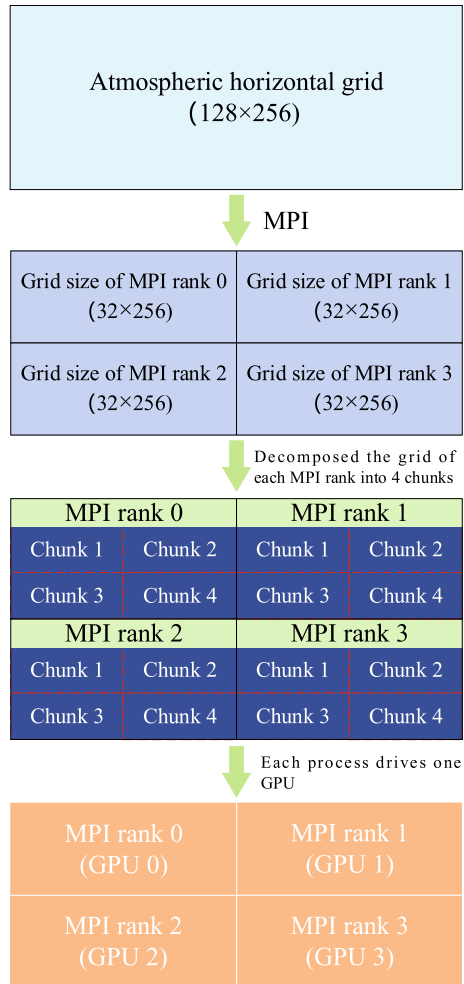 Atmospheric horizontal grid
(128×256)
MPI
Grid size of MPI rank 0
(32×256)
Grid size of MPI rank 1
(32×256)
Grid size of MPI rank 2
(32×256)
Grid size of MPI rank 3
(32×256)
Decomposed the grid of
each MPI rank into 4 chunks
MPI rank 0
MPI rank 1
Chunk 1
Chunk 2
Chunk 1
Chunk 2
Chunk 3
Chunk 4
Chunk 3
Chunk 4
MPI rank 2
MPI rank 3
Chunk 1
Chunk 2
Chunk 1
Chunk 2
Chunk 3
Chunk 4
Chunk 3
Chunk 4
Each process drives one
GPU
MPI rank 0
(GPU 0)
MPI rank 1
(GPU 1)
MPI rank 2
(GPU 2)
MPI rank 3
(GPU 3)